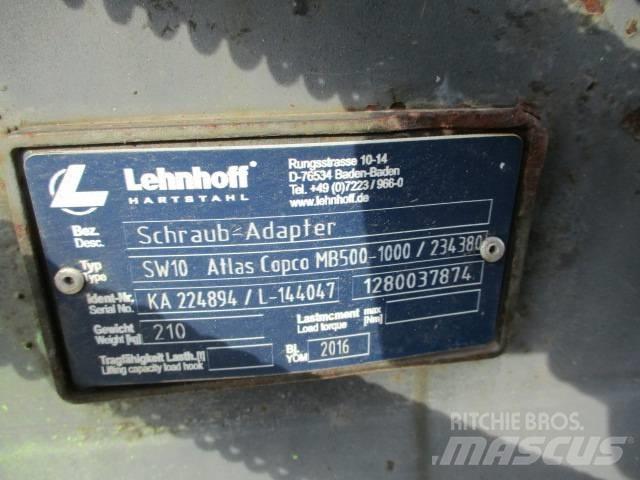 Lehnhoff
HARTSTAHL
Rungsstrasse 10-14
D-76534 Baden-Baden
Tel. +49 (0)7223 / 966-0
www.lehnhoff.de
Bez.
Desc.
Schraub-Adapter
Typ
Type
SW10 Atlas Copco MB500-1000 / 234380
Ident-Nr.
Serial No.
KA 224894 / L-144047
1280037874
Gewicht
Weight [kg]
210
Lastmoment max
Load torque [Nm]
Tragfähigkeit Lasth. [t]
Lifting capacity load hook
Bj.
YOM
2016
RITCHIE BROS.
MASCUS